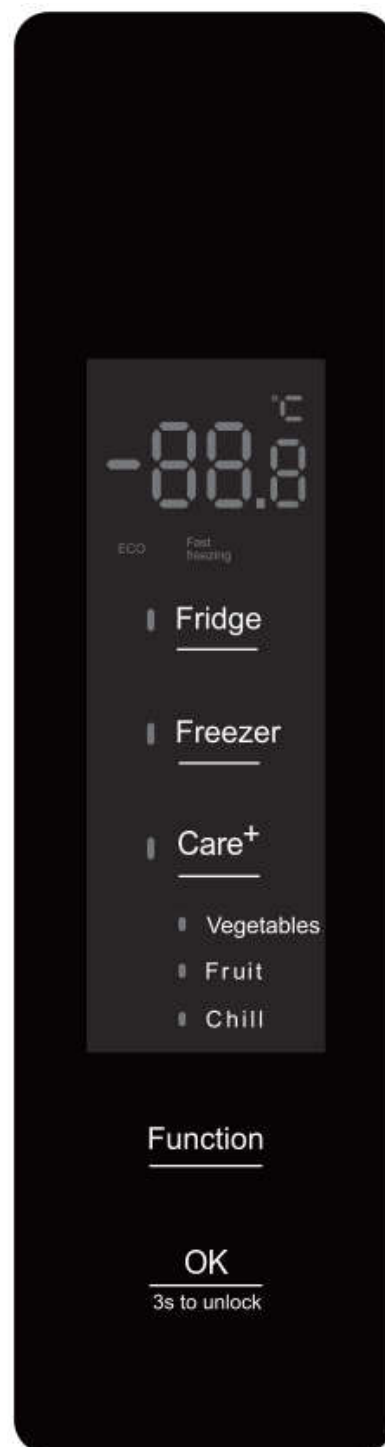 °C
-88.8
ECO
Fast
freezing
Fridge
Freezer
Care+
Vegetables
Fruit
Chill
Function
OK
3s to unlock